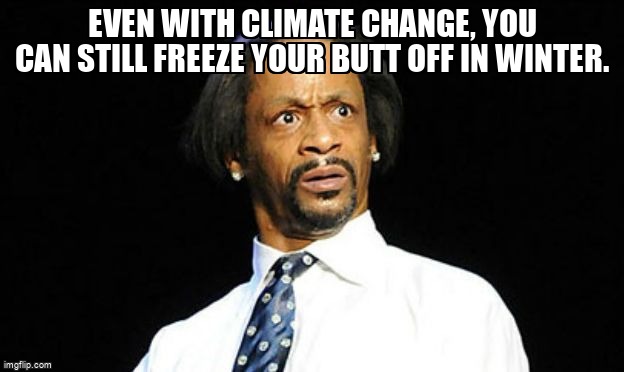 EVEN WITH CLIMATE CHANGE, YOU
CAN STILL FREEZE YOUR BUTT OFF IN WINTER.
imgflip.com